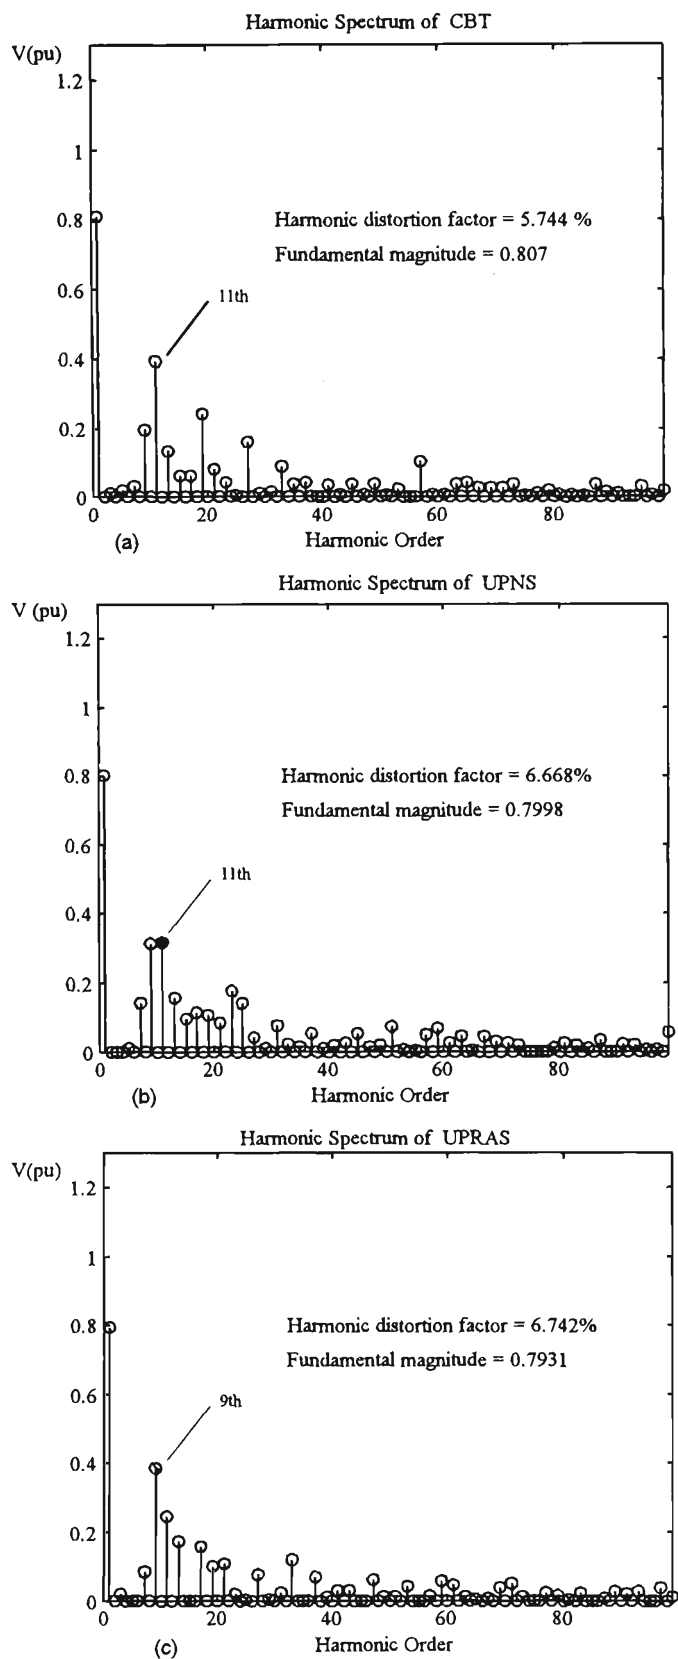 Harmonic Spectrum of CBT
V(pu)
1.2
1
0.8
0.6
0.4
0.2
0
Harmonic distortion factor = 5.744 %
Fundamental magnitude = 0.807
11th
0 20 40 60 80
(a) Harmonic Order
Harmonic Spectrum of UPNS
V (pu)
1.2
1
0.8
0.6
0.4
0.2
0
Harmonic distortion factor = 6.668%
Fundamental magnitude = 0.7998
11th
0 20 40 60 80
(b) Harmonic Order
Harmonic Spectrum of UPRAS
V(pu)
1.2
1
0.8
0.6
0.4
0.2
0
Harmonic distortion factor = 6.742%
Fundamental magnitude = 0.7931
9th
0 20 40 60 80
(c) Harmonic Order